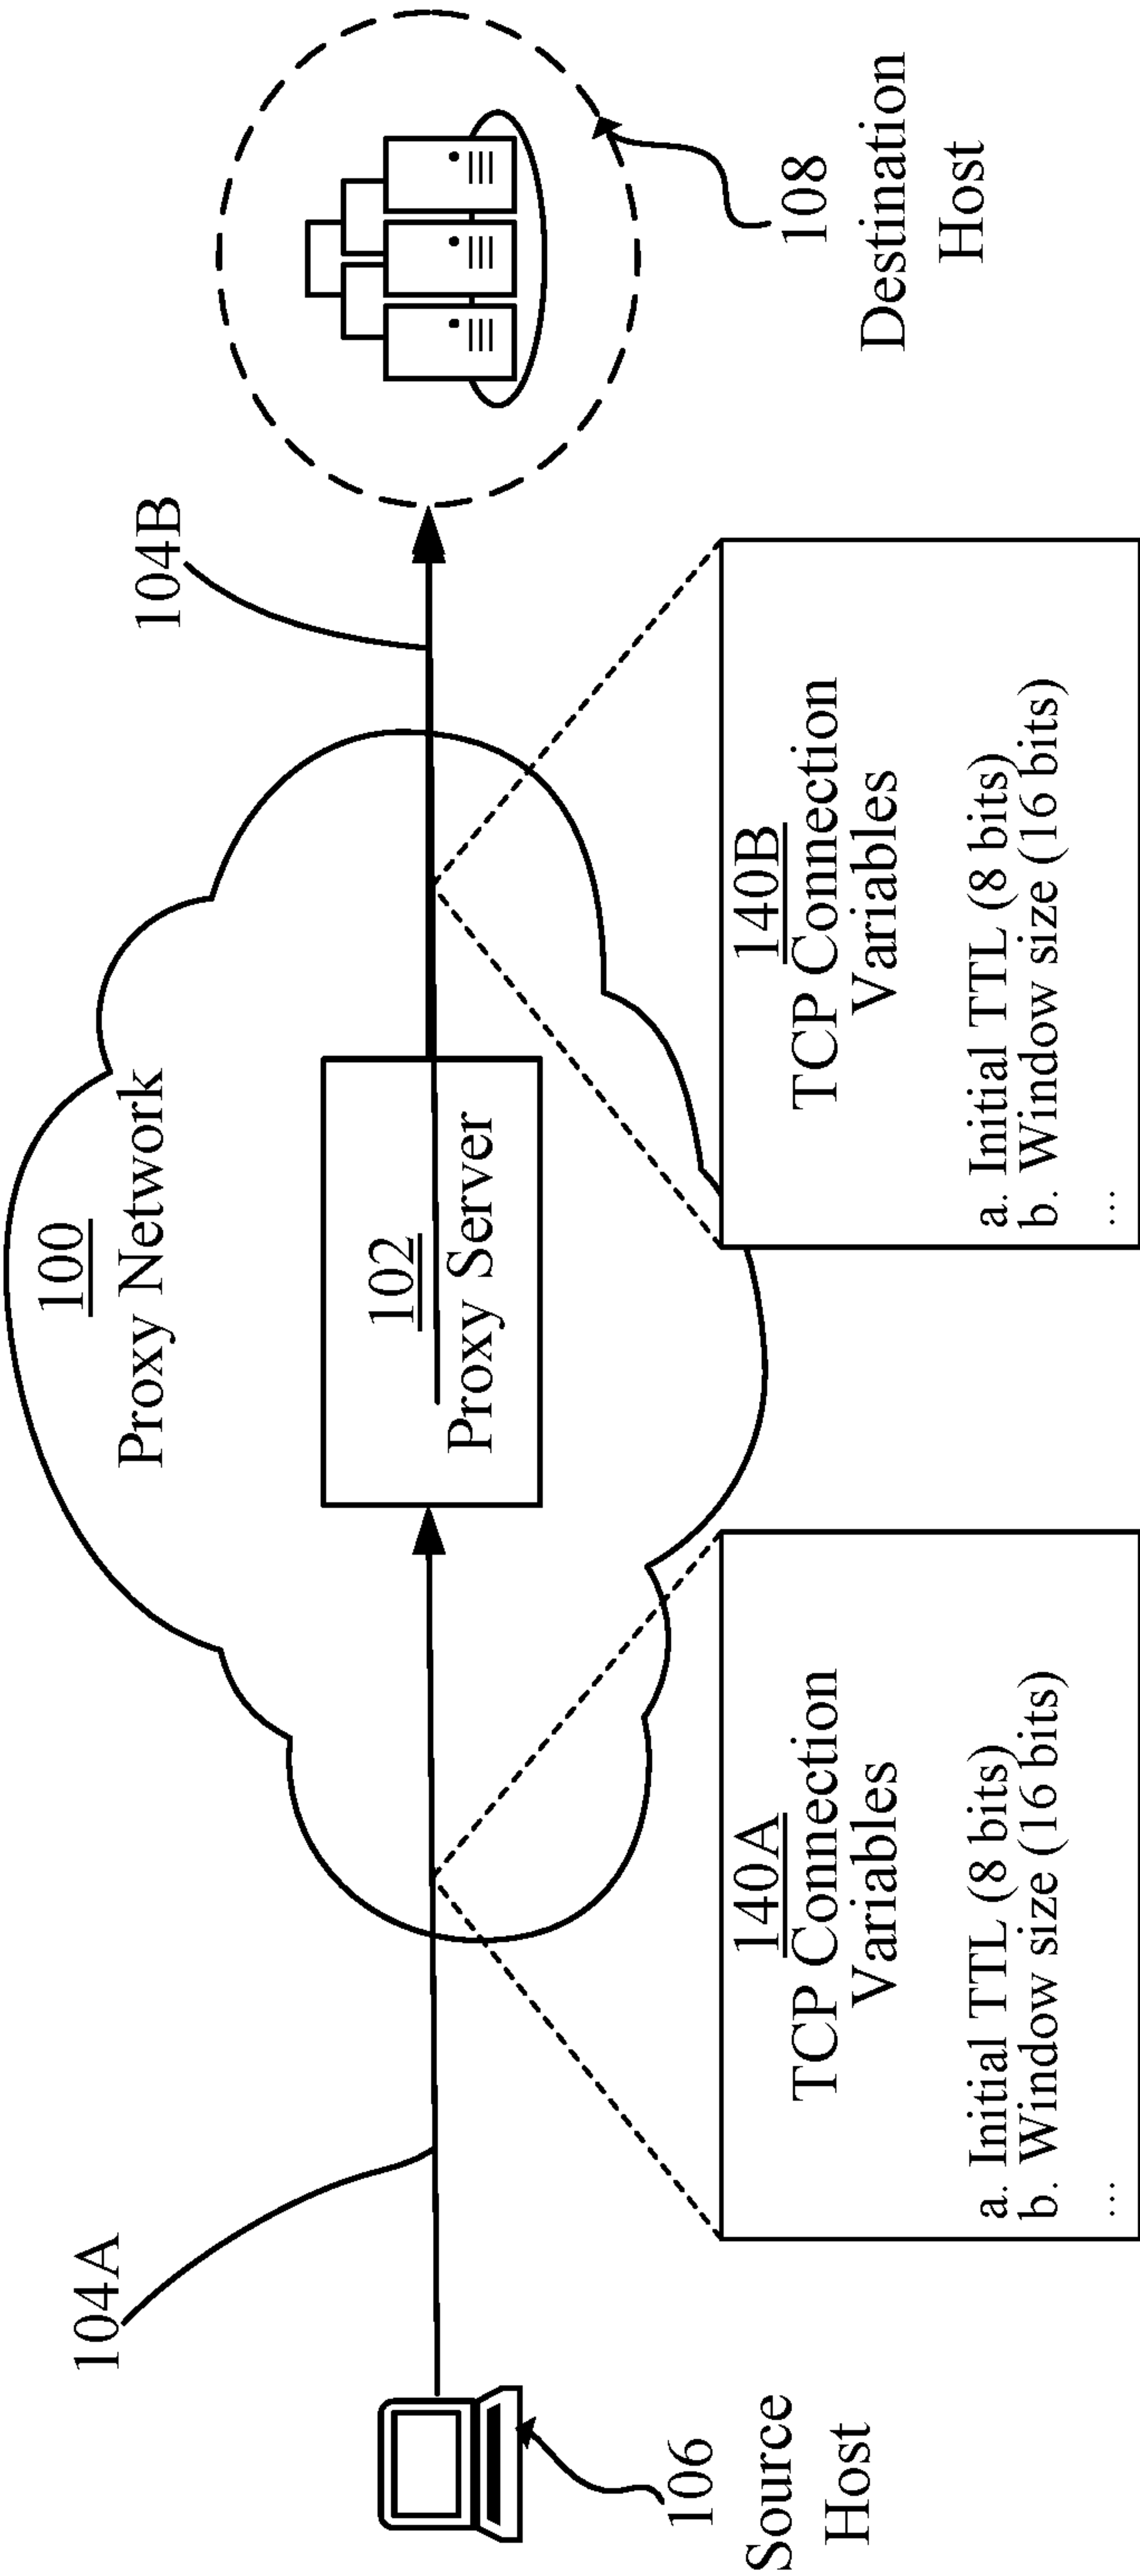 100
Proxy Network
104A
104B
102
Proxy Server
106
Source
Host
108
Destination
Host
140A
TCP Connection
Variables
a. Initial TTL (8 bits)
b. Window size (16 bits)
...
140B
TCP Connection
Variables
a. Initial TTL (8 bits)
b. Window size (16 bits)
...